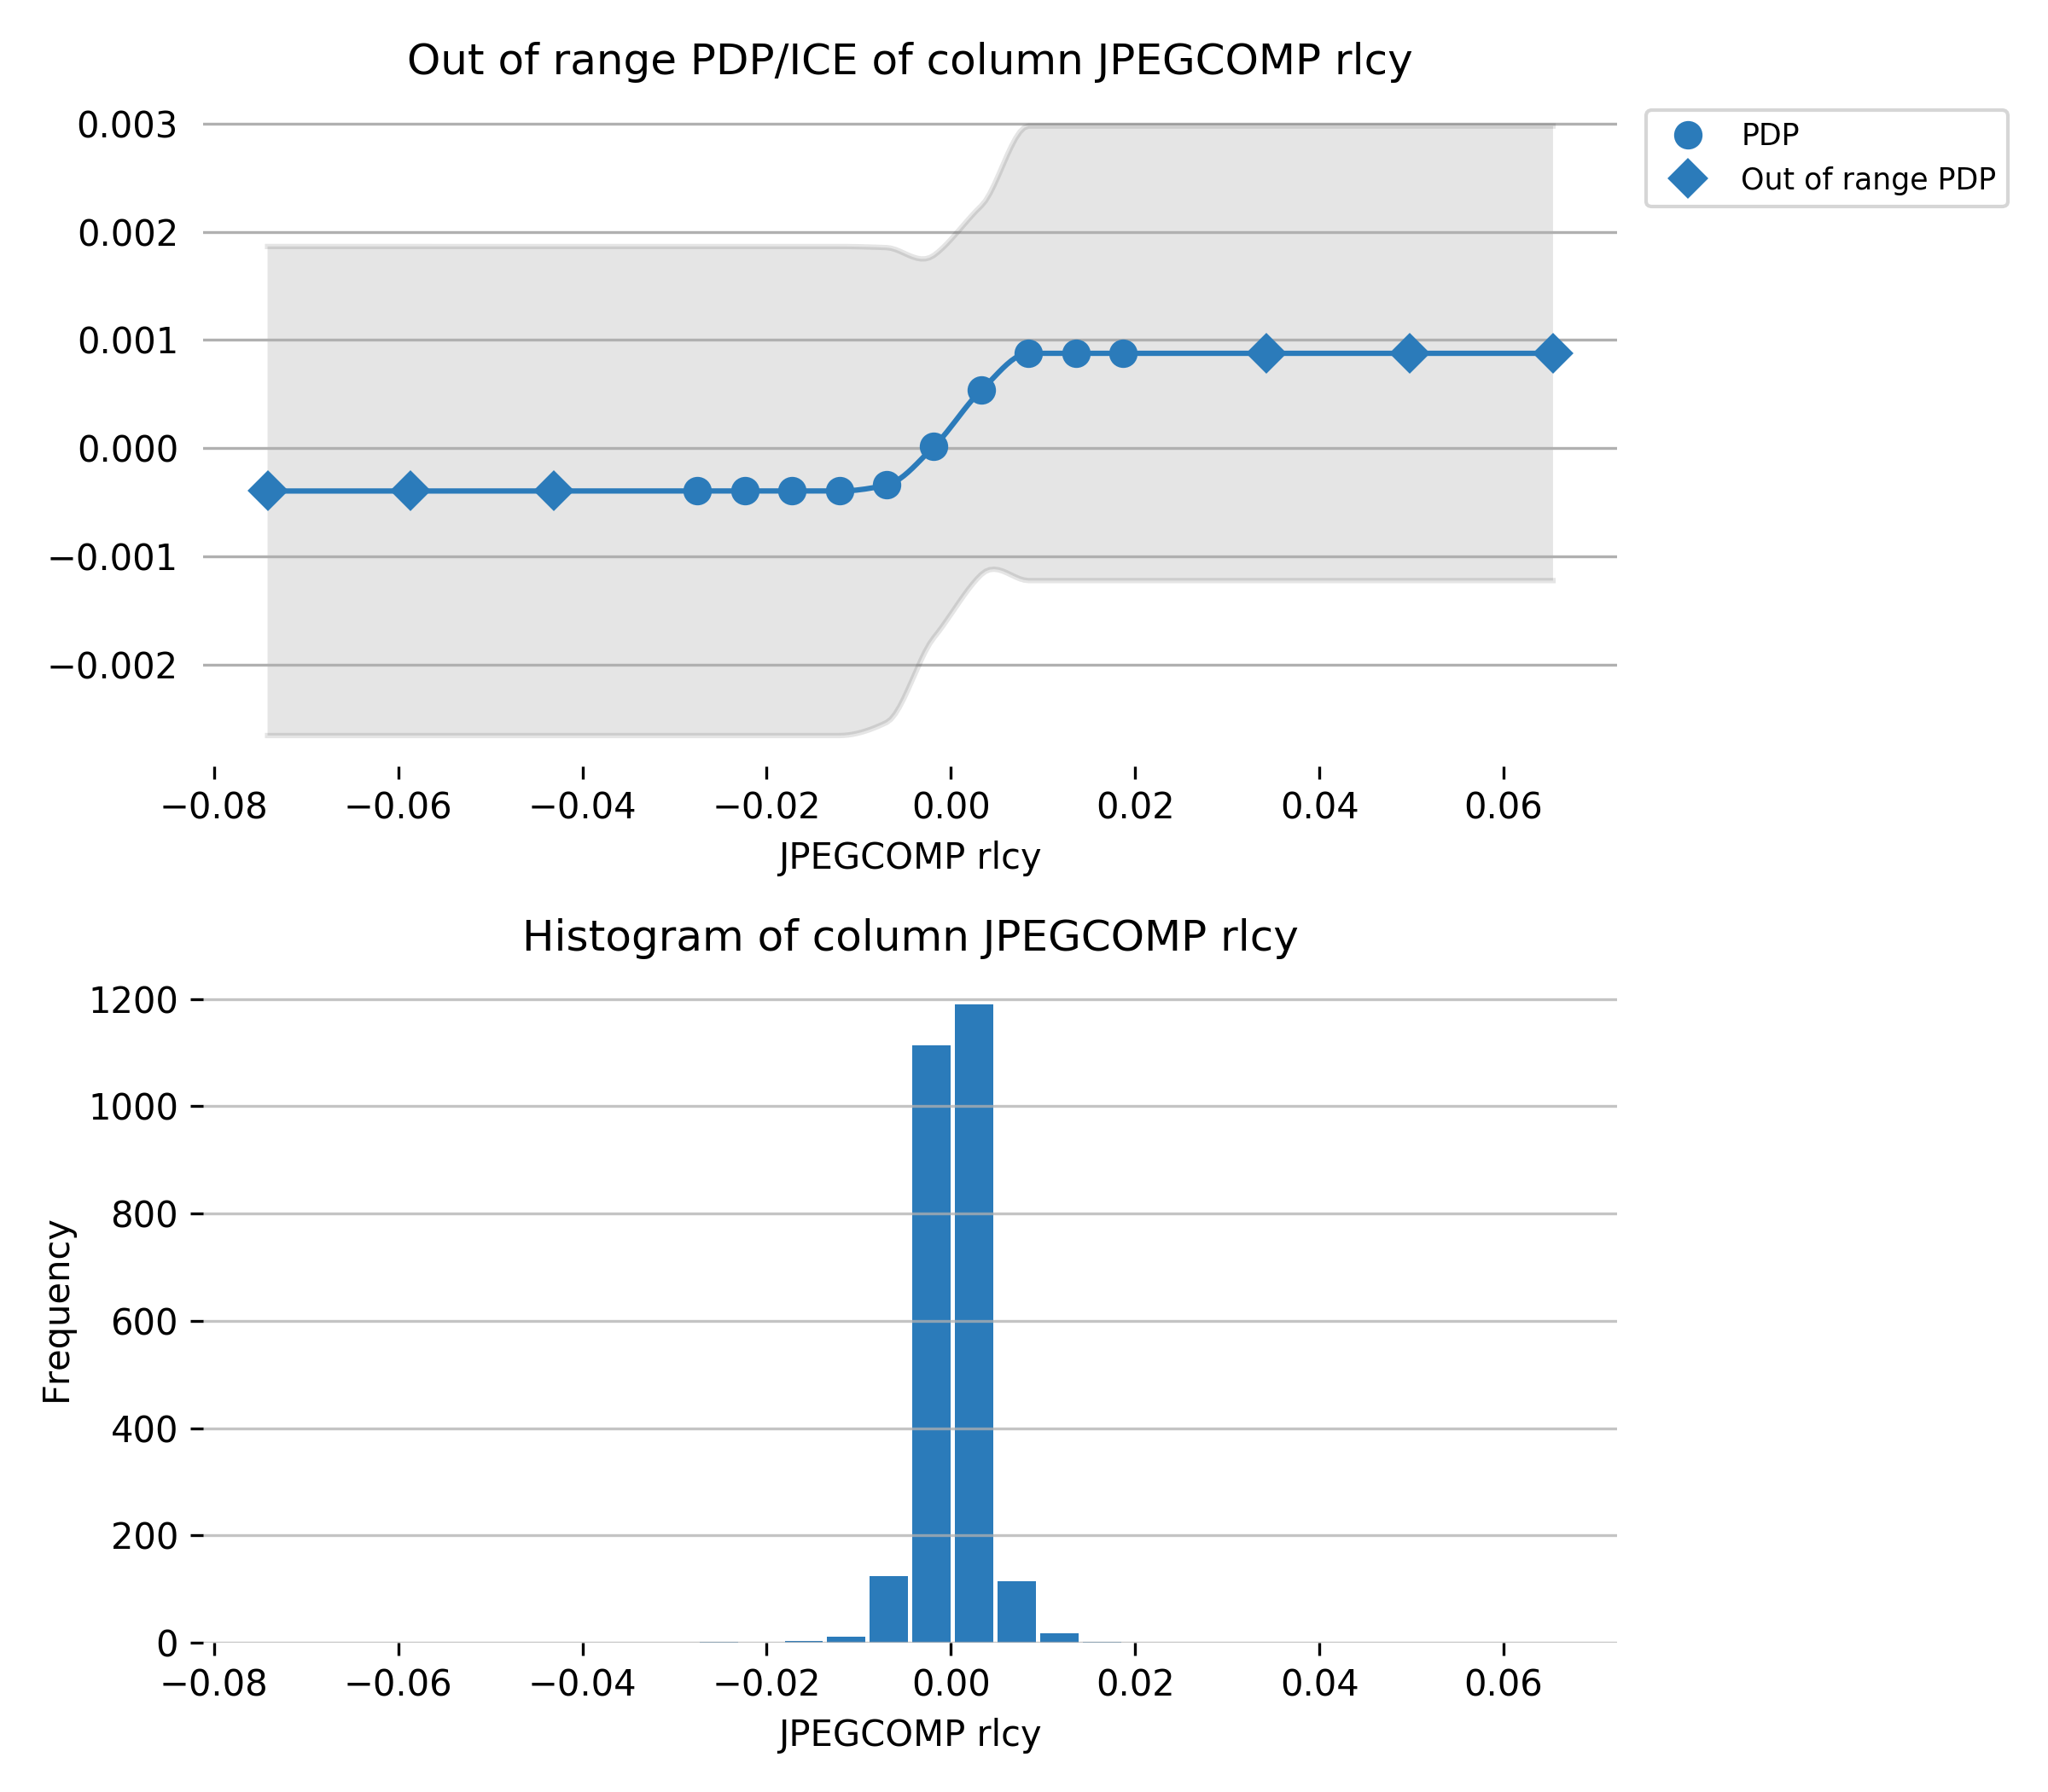 Out of range PDP/ICE of column JPEGCOMP rlcy
0.003
0.002
0.001
0.000
−0.001
−0.002
PDP
Out of range PDP
−0.08 −0.06 −0.04 −0.02 0.00 0.02 0.04 0.06
JPEGCOMP rlcy
Histogram of column JPEGCOMP rlcy
1200
1000
800
600
400
200
0
Frequency
−0.08 −0.06 −0.04 −0.02 0.00 0.02 0.04 0.06
JPEGCOMP rlcy